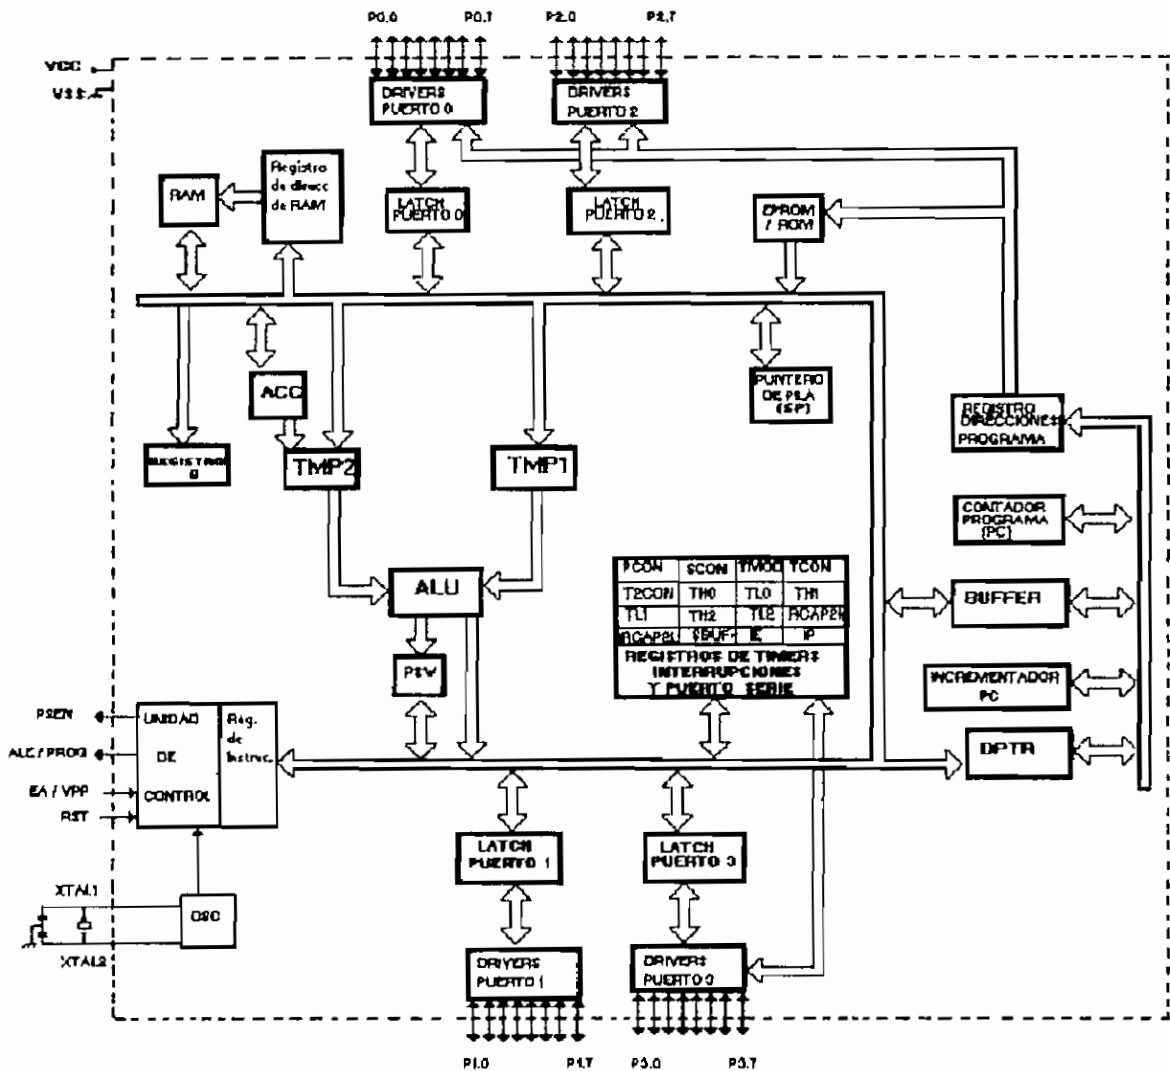 P0.0 P0.7 P2.0 P2.7
VCC
VSS
DRIVERS
PUERTO 0
DRIVERS
PUERTO 2
RAM
Registro
de direcc
de RAM
LATCH
PUERTO 0
LATCH
PUERTO 2
EPROM
/ ROM
ACC
PUNTERO
DE PILA
(SP)
REGISTRO
DIRECCIONES
PROGRAMA
REGISTRO
B
TMP2
TMP1
CONTADOR
PROGRAMA
(PC)
ALU
PCON SCON TMOD TCON
T2CON TH0 TL0 TH1
TL1 TH2 TL2 RCAP2H
RCAP2L SBUF IE IP
REGISTROS DE TIMERS
INTERRUPCIONES
Y PUERTO SERIE
BUFFER
PSW
INCREMENTADOR
PC
PSEN
ALE / PROG
EA / VPP
RST
UNIDAD
DE
CONTROL
Reg.
de
Instruc.
DPTR
LATCH
PUERTO 1
LATCH
PUERTO 3
XTAL1
OSC
XTAL2
DRIVERS
PUERTO 1
DRIVERS
PUERTO 3
P1.0 P1.7 P3.0 P3.7